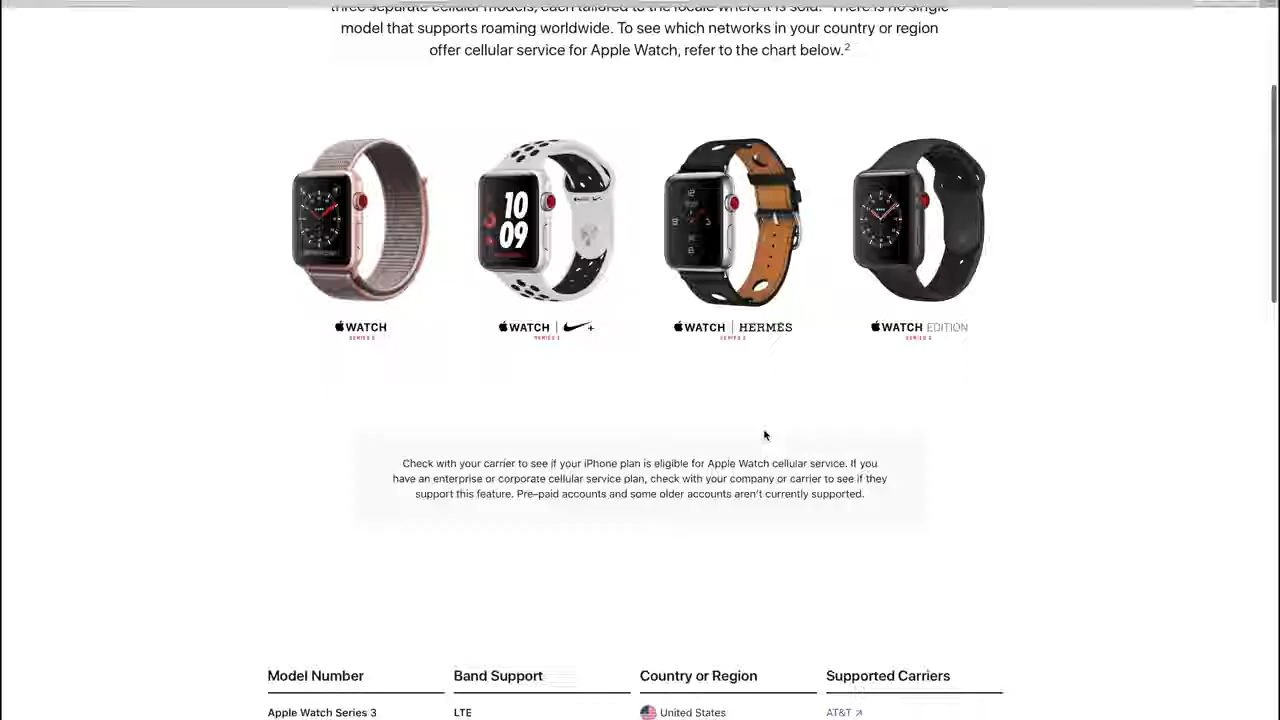 three separate cellular models, each tailored to the locale where it is sold.¹ There is no single
model that supports roaming worldwide. To see which networks in your country or region
offer cellular service for Apple Watch, refer to the chart below.²
10
09
WATCH
WATCH | +
WATCH | HERMÈS
WATCH EDITION
Check with your carrier to see if your iPhone plan is eligible for Apple Watch cellular service. If you
have an enterprise or corporate cellular service plan, check with your company or carrier to see if they
support this feature. Pre-paid accounts and some older accounts aren't currently supported.
Model Number Band Support Country or Region Supported Carriers
Apple Watch Series 3 LTE United States AT&T ↗